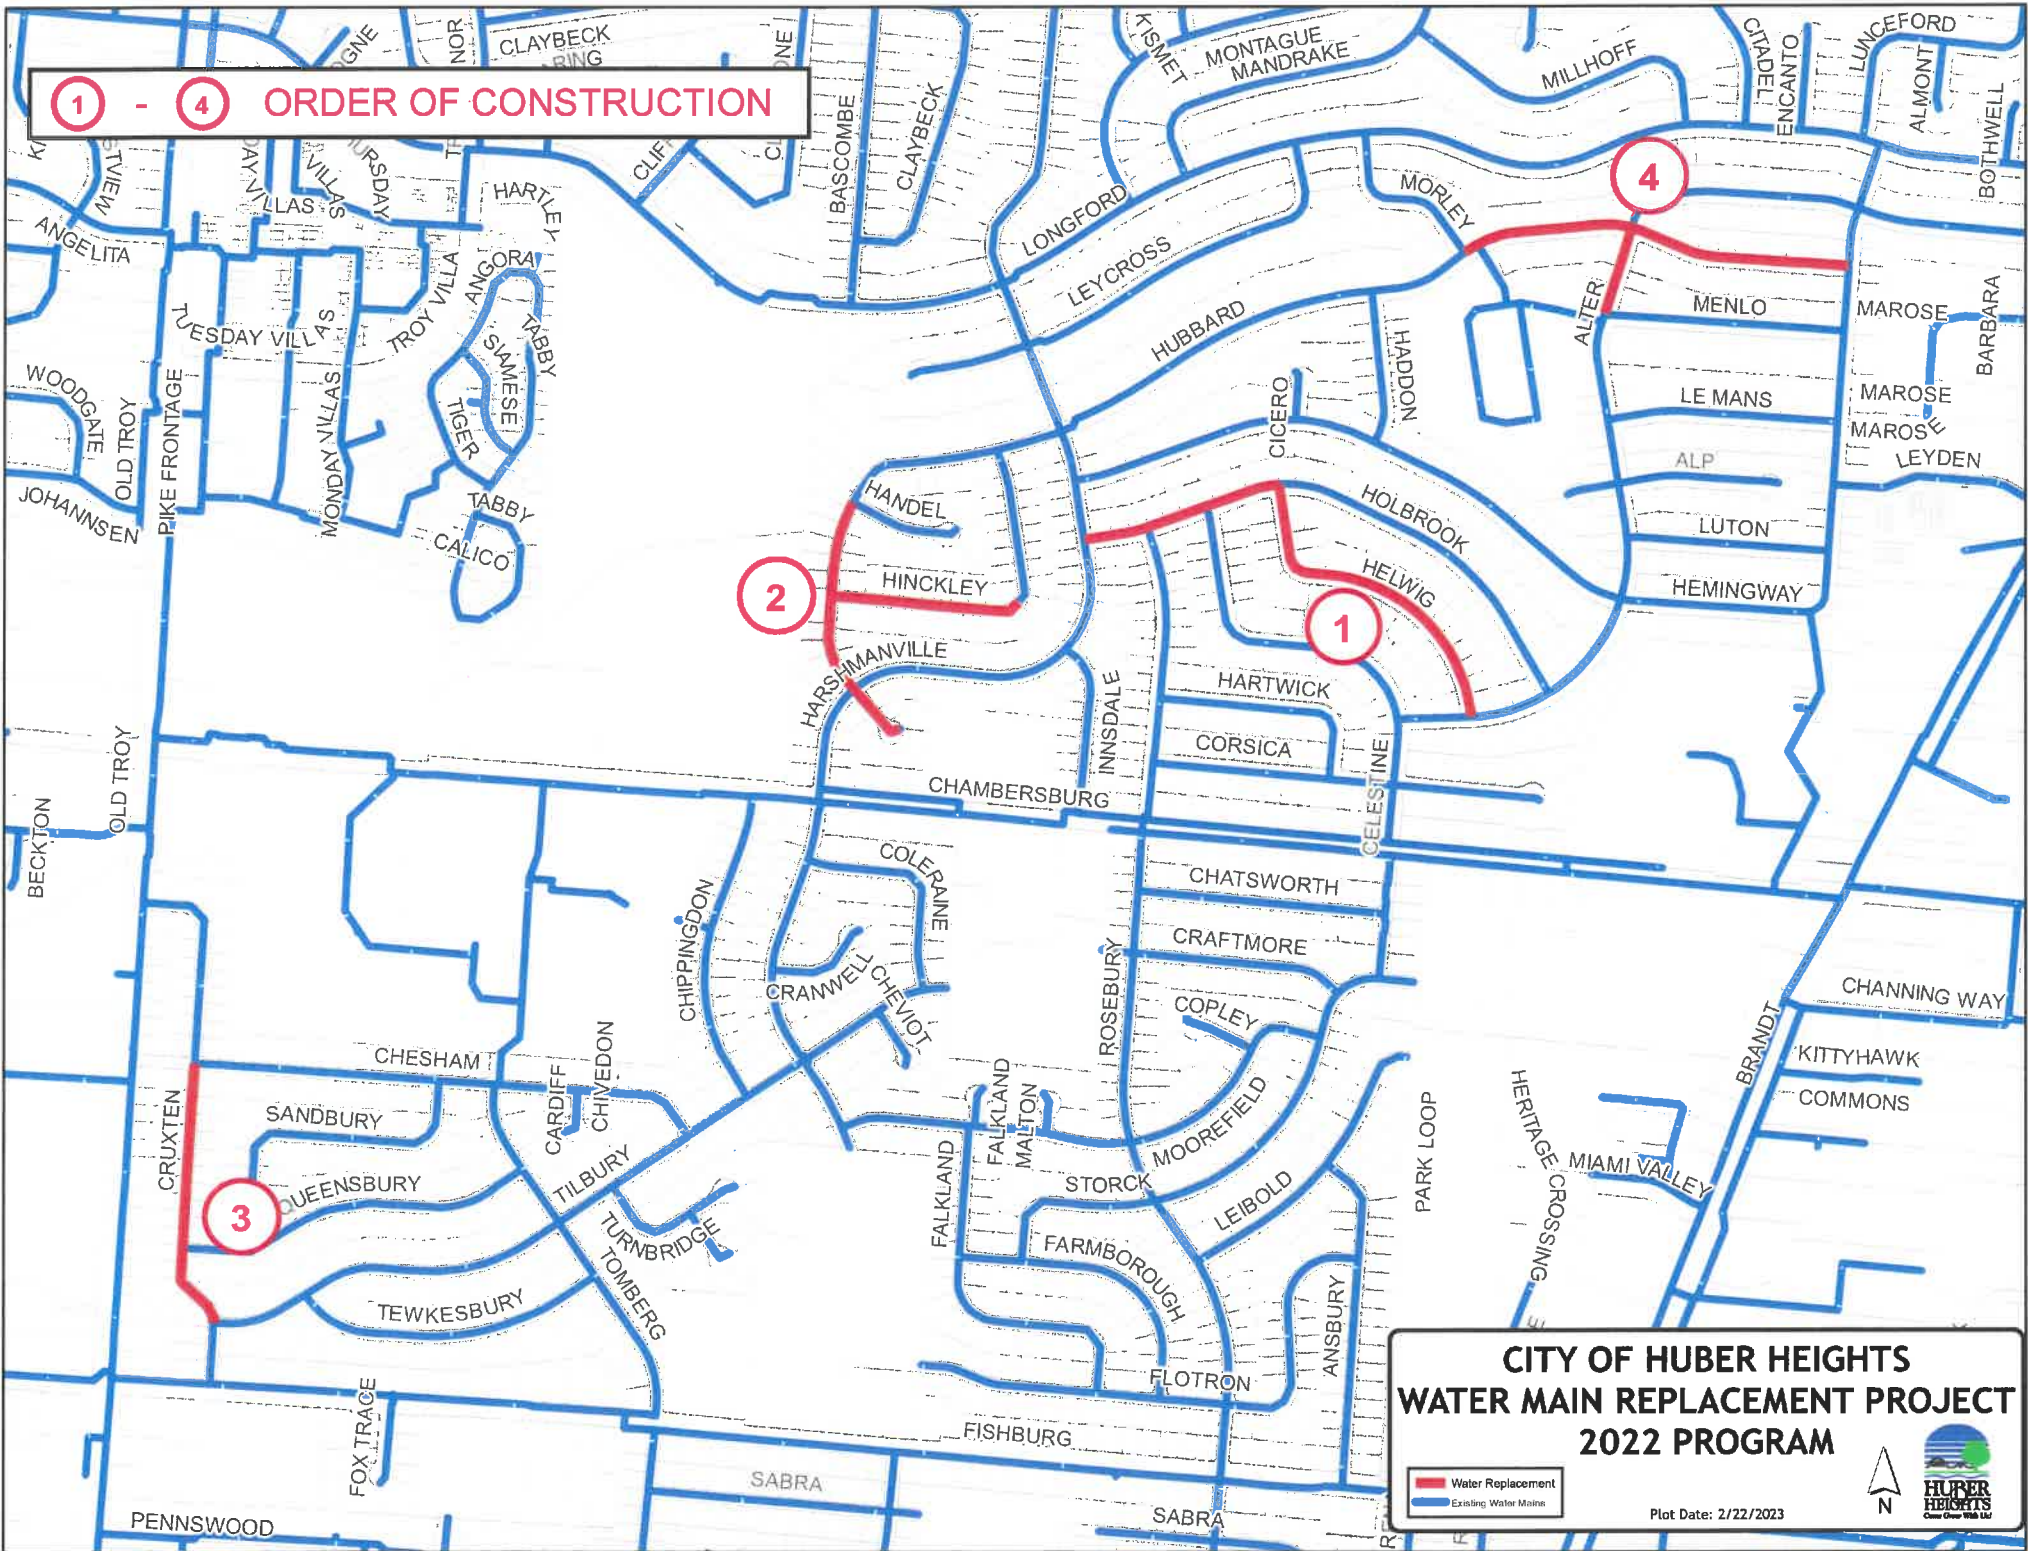 1 - 4 ORDER OF CONSTRUCTION
CLAYBECK
KISMET
MONTAGUE
MANDRAKE
MILLHOFF
CITADEL
ENCANTO
LUNCEFORD
ALMONT
BOTHWELL
BASCOMBE
CLAYBECK
VILLAS
VILLAS
HARTLEY
ANGELITA
LONGFORD
MORLEY
4
LEYCROSS
ANGORA
TROY VILLA
TABBY
TUESDAY VILLAS
SIAMESE
TIGER
HUBBARD
HADDON
ALTER
MENLO
MAROSE
BARBARA
WOODGATE
OLD TROY
PIKE FRONTAGE
MONDAY VILLAS
CICERO
LE MANS
MAROSE
MAROSE
ALP
LEYDEN
JOHANNSEN
TABBY
CALICO
HANDEL
HOLBROOK
LUTON
HINCKLEY
HELWIG
HEMINGWAY
2
1
HARSHMANVILLE
INNSDALE
HARTWICK
CORSICA
CELESTINE
OLD TROY
CHAMBERSBURG
BECKTON
COLERAINE
CHATSWORTH
CHIPPINGDON
CRAFTMORE
ROSEBURY
CRANWELL
CHEVIOT
COPLEY
CHANNING WAY
BRANDT
KITTYHAWK
COMMONS
CHESHAM
CARDIFF
CHIVEDON
FALKLAND
MALTON
MOOREFIELD
PARK LOOP
HERITAGE CROSSING
MIAMI VALLEY
CRUXTEN
SANDBURY
3
QUEENSBURY
TILBURY
TURNBRIDGE
TOMBERG
TEWKESBURY
FALKLAND
STORCK
LEIBOLD
FARMBOROUGH
ANSBURY
FLOTRON
FOX TRACE
FISHBURG
SABRA
SABRA
PENNSWOOD
CITY OF HUBER HEIGHTS
WATER MAIN REPLACEMENT PROJECT
2022 PROGRAM
Water Replacement
Existing Water Mains
Plot Date: 2/22/2023
N
HUBER
HEIGHTS
Come Grow With Us!